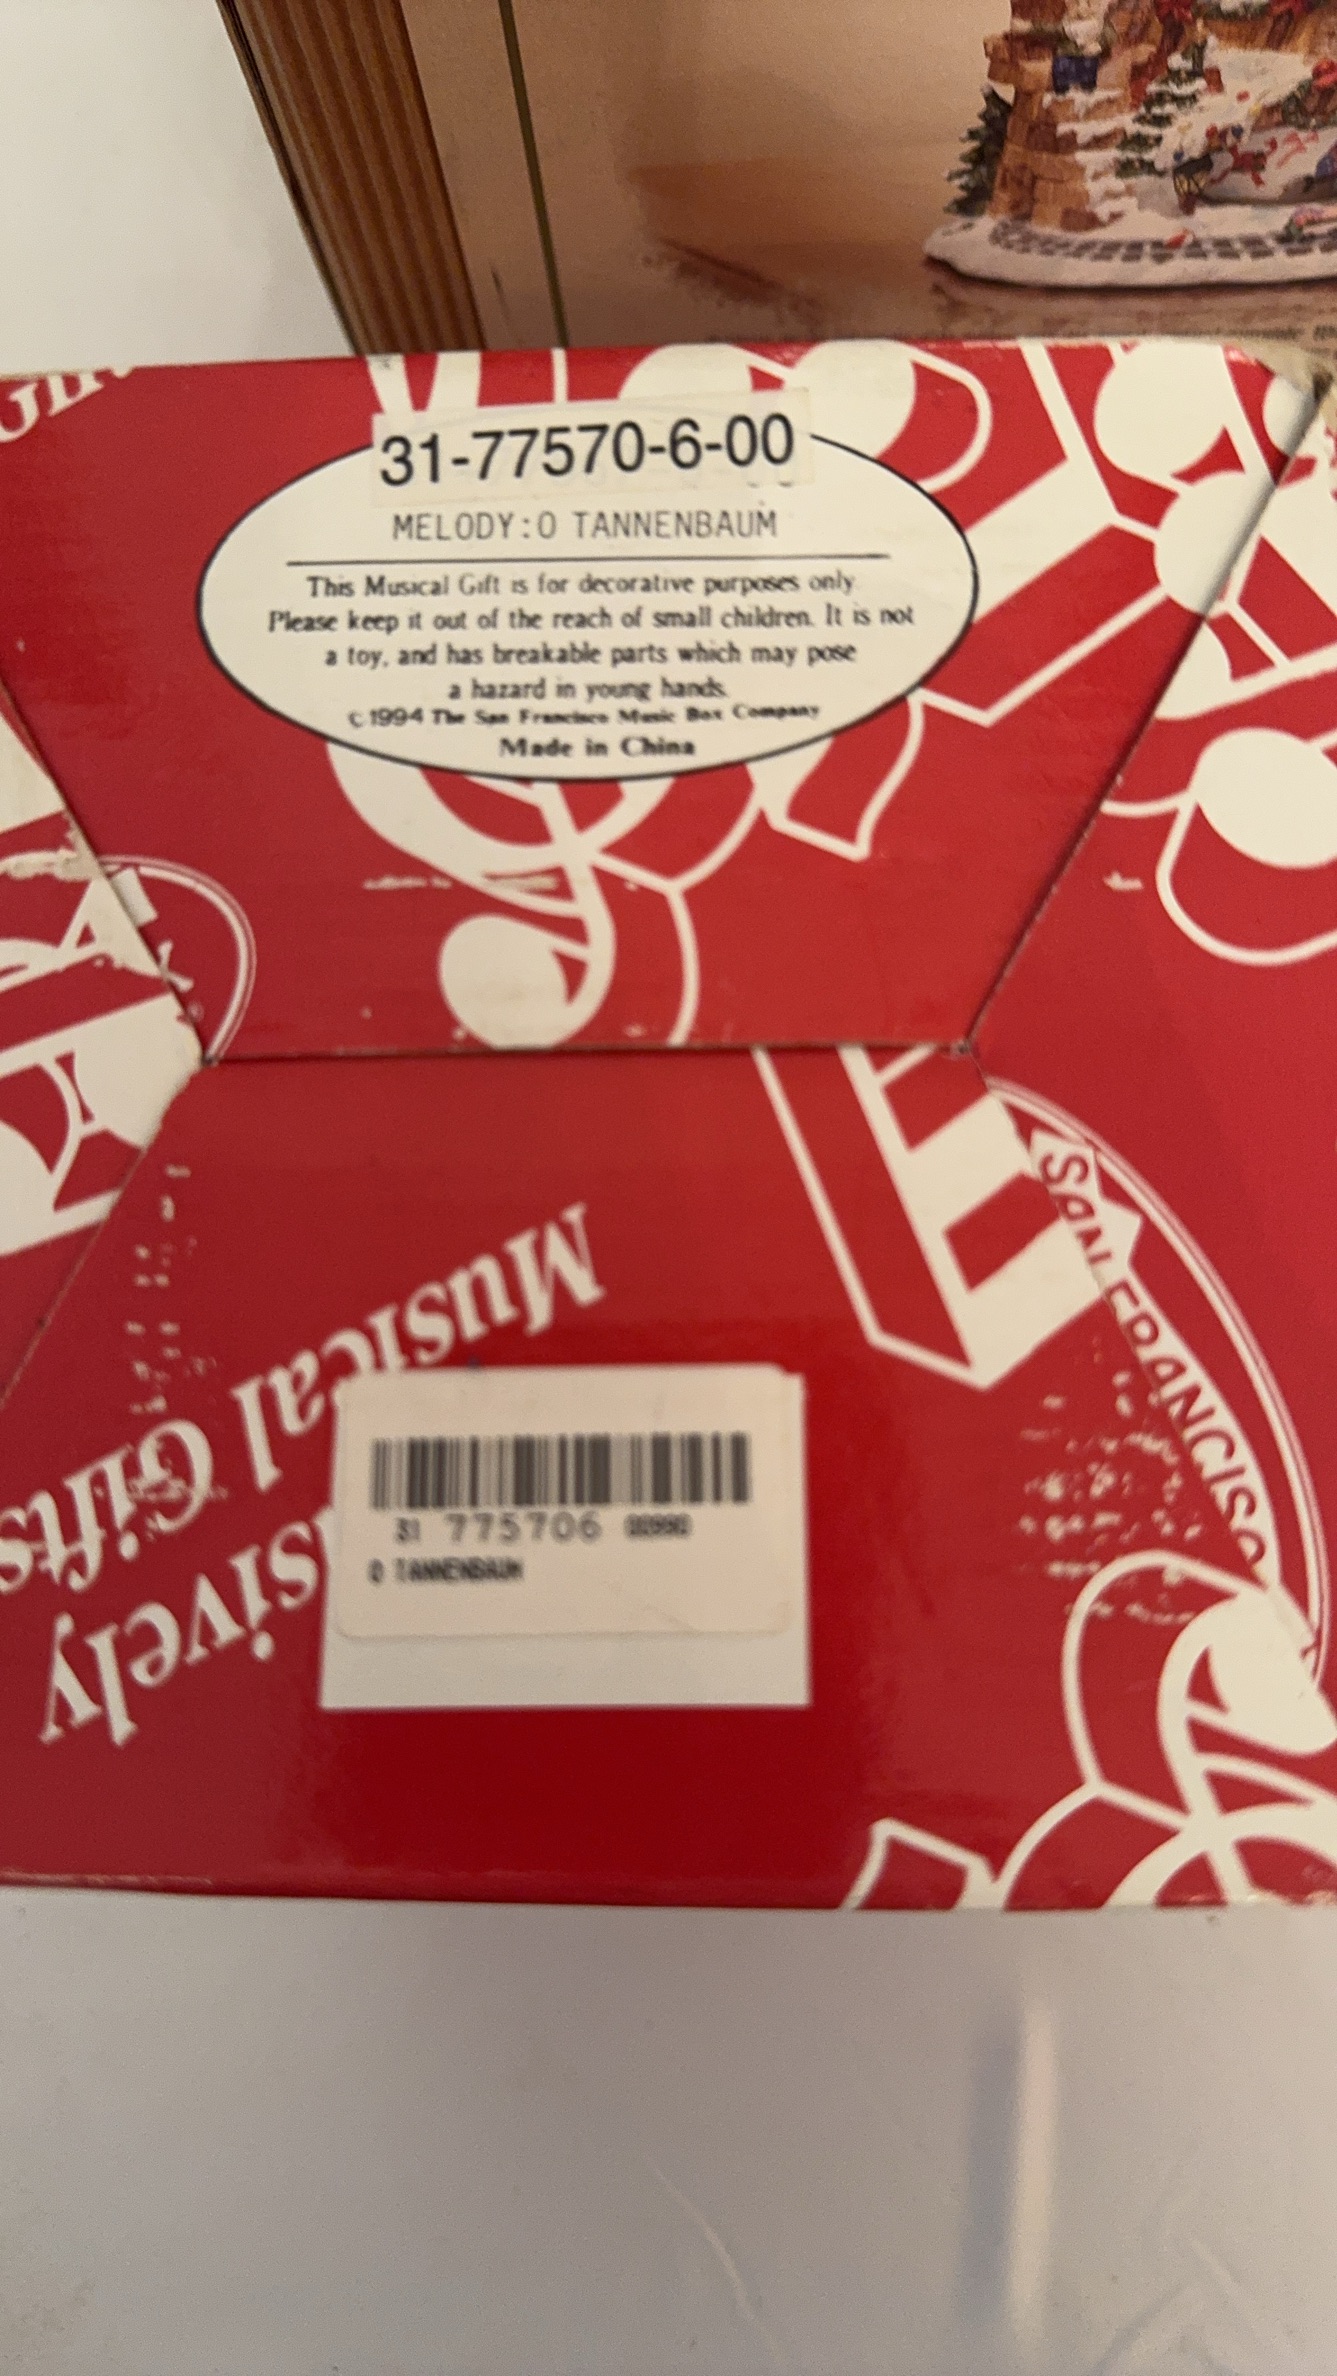 31-77570-6-00
MELODY:O TANNENBAUM
This Musical Gift is for decorative purposes only.
Please keep it out of the reach of small children. It is not
a toy, and has breakable parts which may pose
a hazard in young hands.
©1994 The San Francisco Music Box Company
Made in China
SAN FRANCISCO
Musical Gifts
sively
31 775706
O TANNENBAUM